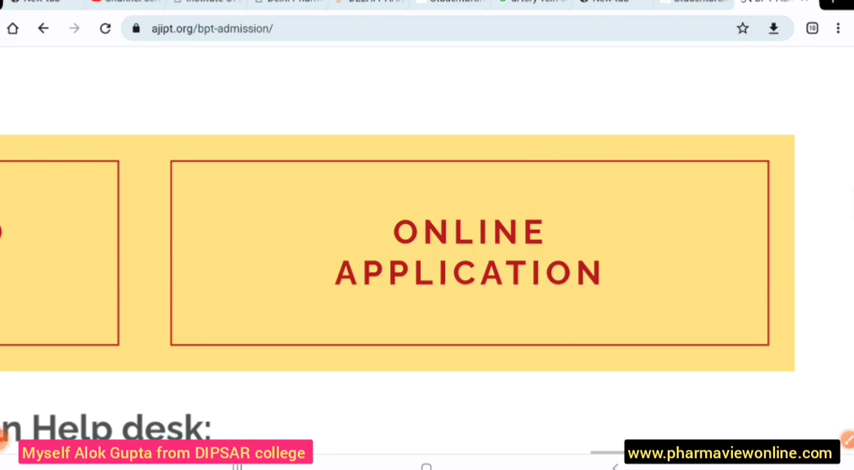 ajipt.org/bpt-admission/
ONLINE
APPLICATION
n Help desk:
Myself Alok Gupta from DIPSAR college
www.pharmaviewonline.com